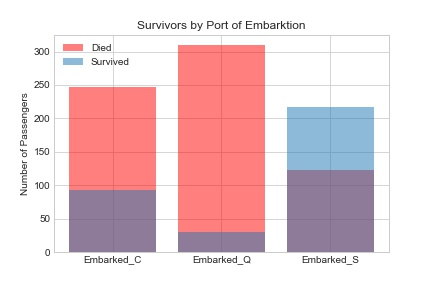 Survivors by Port of Embarktion
Died
Survived
Number of Passengers
300
250
200
150
100
50
0
Embarked_C
Embarked_Q
Embarked_S